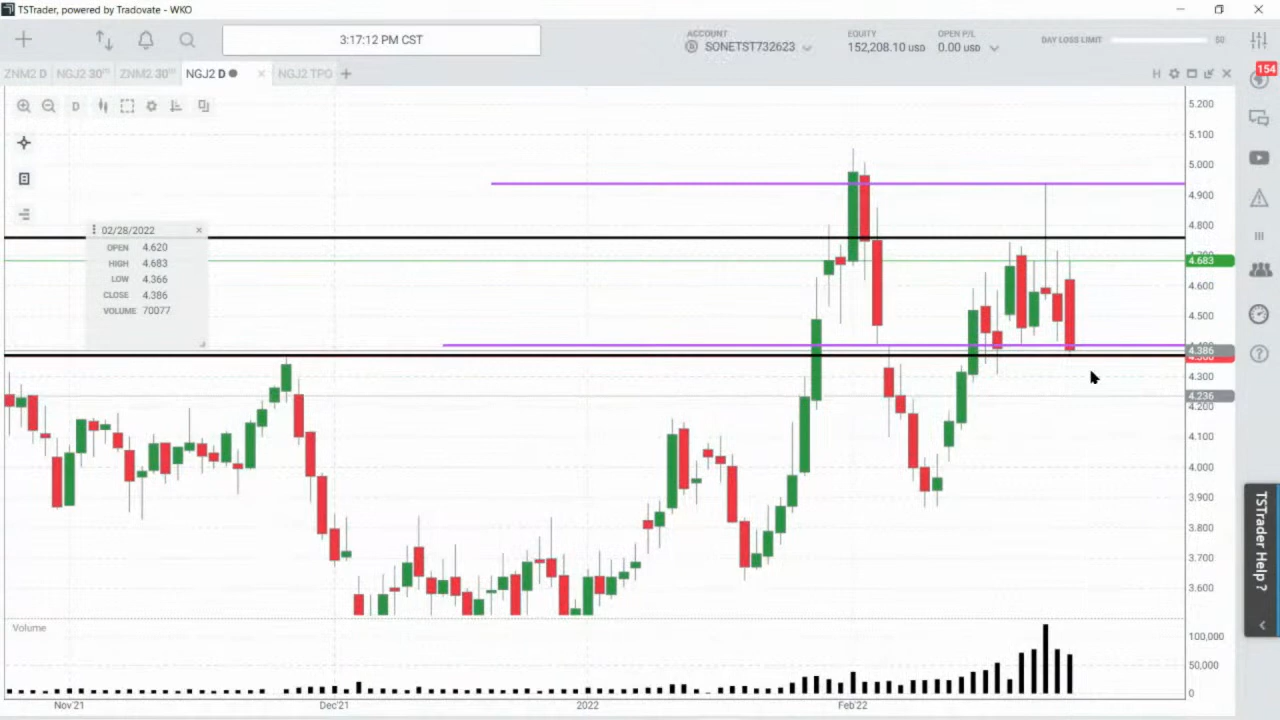 TSTrader, powered by Tradovate - WKO
3:17:12 PM CST
ACCOUNT
SONETST732623
EQUITY
152,208.10 USD
OPEN P/L
0.00 USD
DAY LOSS LIMIT
154
ZNM2 D
NGJ2 30
ZNM2 30
NGJ2 D
NGJ2 TPO
H
D
02/28/2022
OPEN 4.620
HIGH 4.683
LOW 4.366
CLOSE 4.386
VOLUME 70077
5.200
5.100
5.000
4.900
4.800
4.683
4.600
4.500
4.386
4.300
4.236
4.200
4.100
4.000
3.900
3.800
3.700
3.600
TSTrader Help ?
Volume
100,000
50,000
0
Nov'21
Dec'21
2022
Feb'22